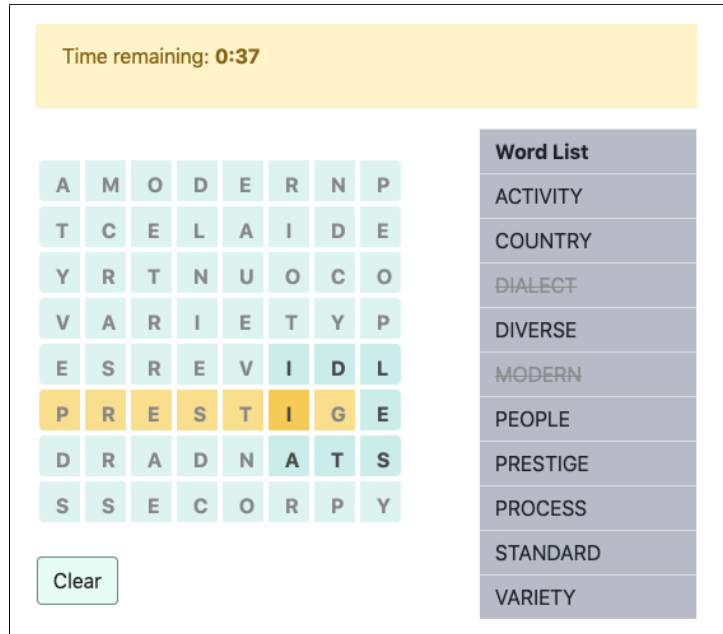 Time remaining: 0:37
A M O D E R N P
T C E L A I D E
Y R T N U O C O
V A R I E T Y P
E S R E V I D L
P R E S T I G E
D R A D N A T S
S S E C O R P Y
Clear
Word List
ACTIVITY
COUNTRY
DIALECT
DIVERSE
MODERN
PEOPLE
PRESTIGE
PROCESS
STANDARD
VARIETY